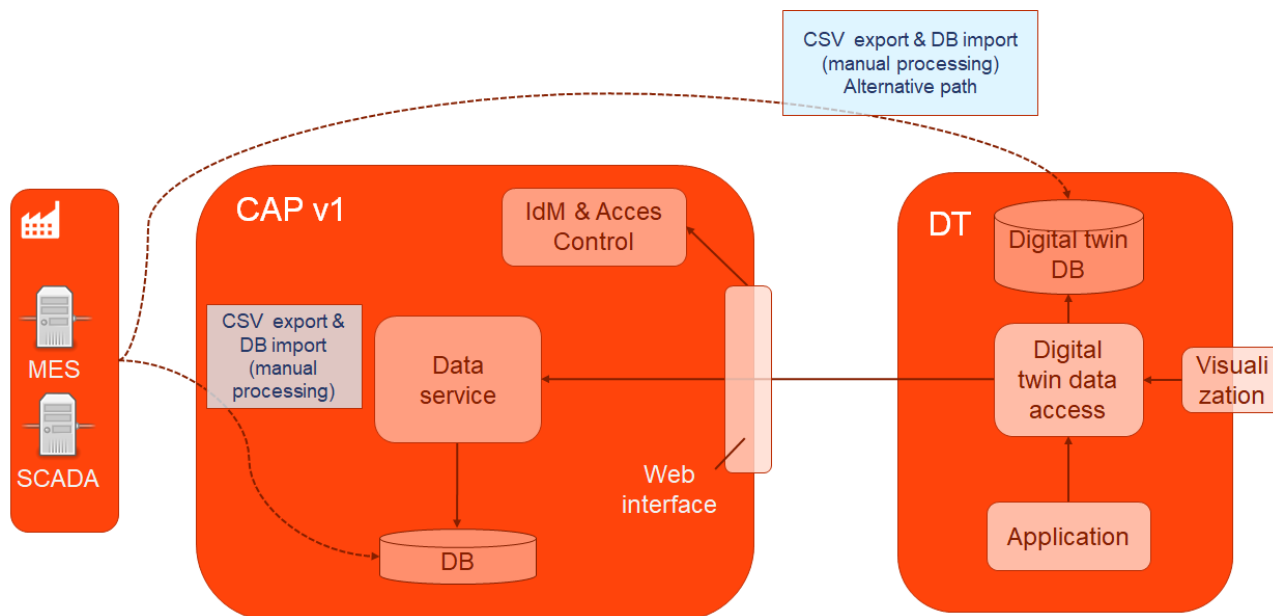 CSV export & DB import
(manual processing)
Alternative path
CAP v1
IdM & Acces
Control
DT
Digital twin
DB
CSV export &
DB import
(manual
processing)
MES
SCADA
Data
service
Digital
twin data
access
Visuali
zation
Web
interface
DB
Application